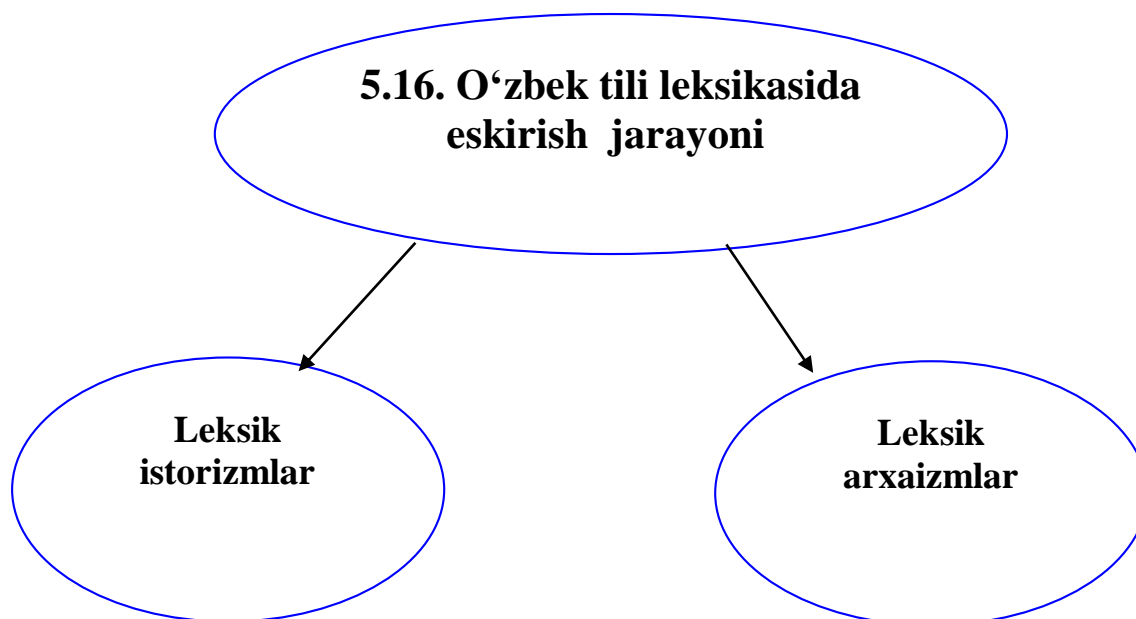 5.16. O‘zbek tili leksikasida
eskirish jarayoni
Leksik
istorizmlar
Leksik
arxaizmlar